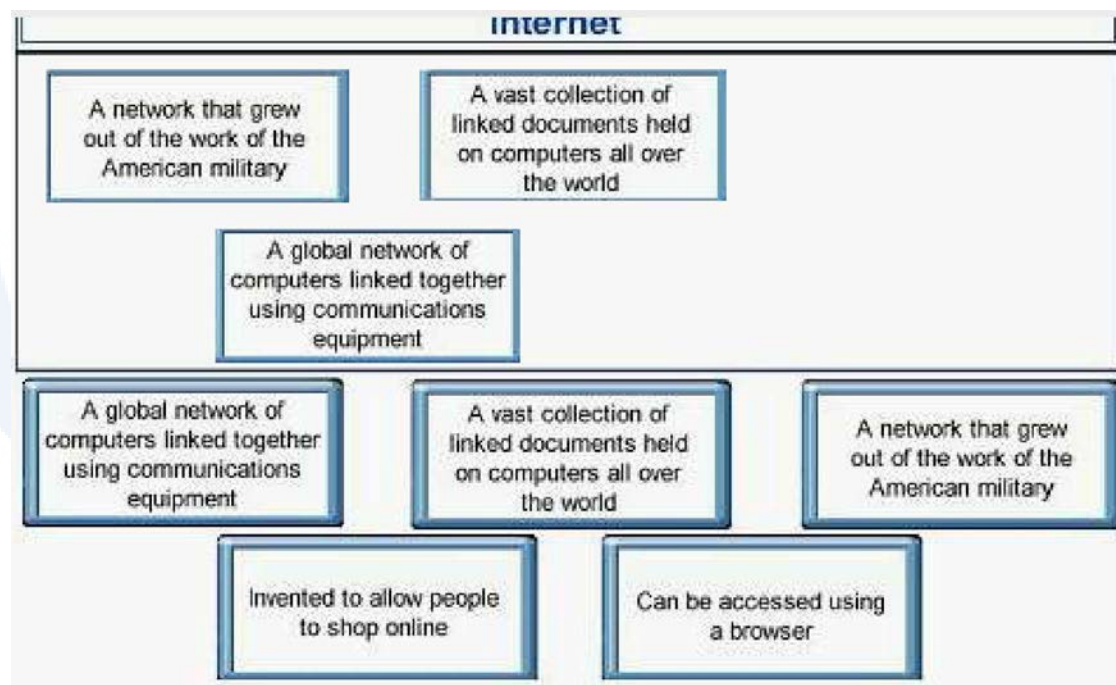 Internet
A network that grew
out of the work of the
American military
A vast collection of
linked documents held
on computers all over
the world
A global network of
computers linked together
using communications
equipment
A global network of
computers linked together
using communications
equipment
A vast collection of
linked documents held
on computers all over
the world
A network that grew
out of the work of the
American military
Invented to allow people
to shop online
Can be accessed using
a browser